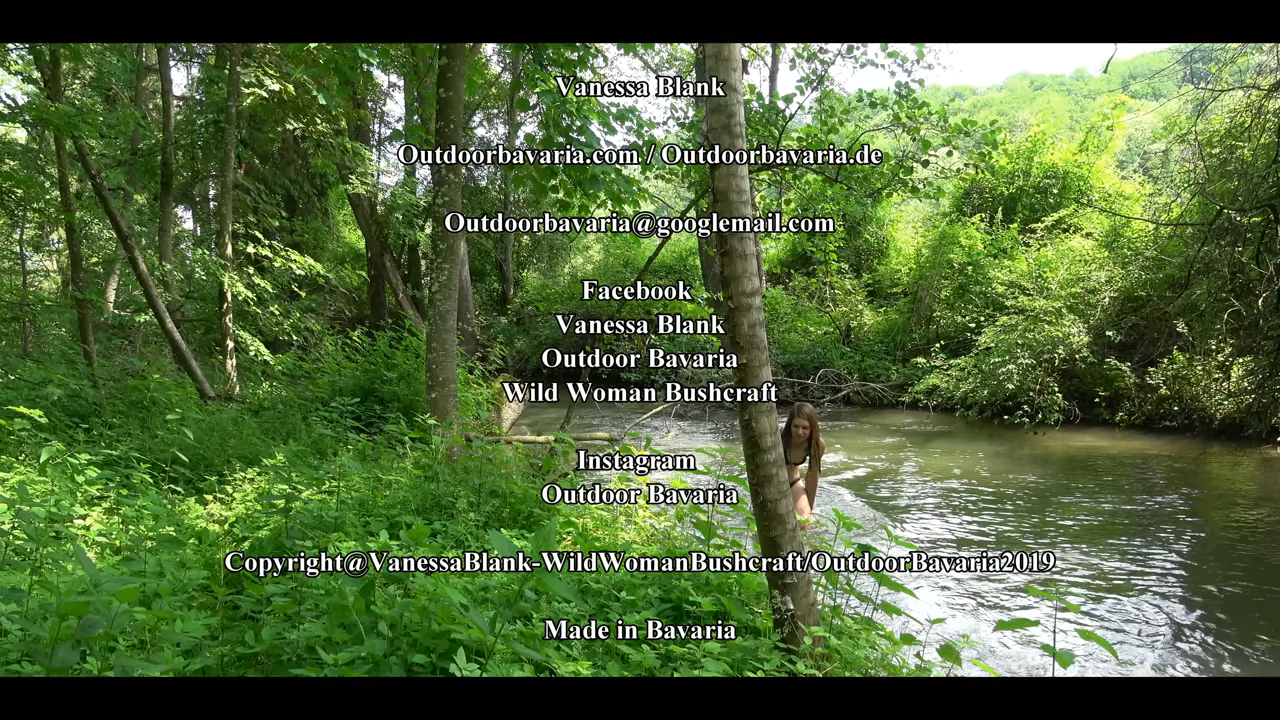 Vanessa Blank
Outdoorbavaria.com / Outdoorbavaria.de
Outdoorbavaria@googlemail.com
Facebook
Vanessa Blank
Outdoor Bavaria
Wild Woman Bushcraft
Instagram
Outdoor Bavaria
Copyright@VanessaBlank-WildWomanBushcraft/OutdoorBavaria2019
Made in Bavaria